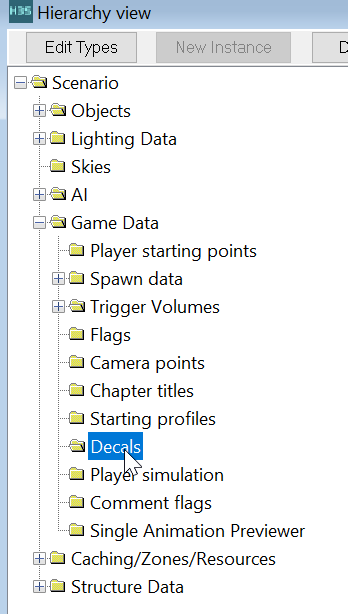 H3S Hierarchy view
Edit Types New Instance D
Scenario
Objects
Lighting Data
Skies
AI
Game Data
Player starting points
Spawn data
Trigger Volumes
Flags
Camera points
Chapter titles
Starting profiles
Decals
Player simulation
Comment flags
Single Animation Previewer
Caching/Zones/Resources
Structure Data